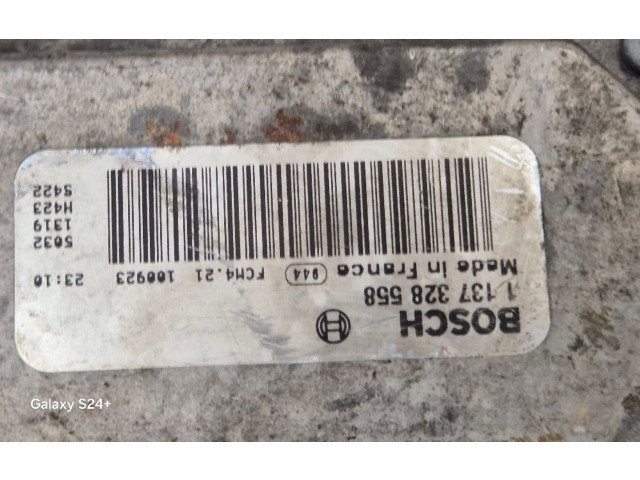 BOSCH
1 137 328 558
Made in France 944 FCM4.21 100923 23:10
5032
1319
H423
5422
Galaxy S24+